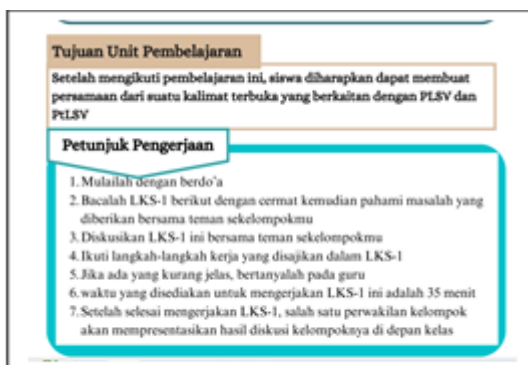 Tujuan Unit Pembelajaran
Setelah mengikuti pembelajaran ini, siswa diharapkan dapat membuat
persamaan dari suatu kalimat terbuka yang berkaitan dengan PLSV dan
PtLSV
Petunjuk Pengerjaan
1. Mulailah dengan berdo'a
2. Bacalah LKS-1 berikut dengan cermat kemudian pahami masalah yang
diberikan bersama teman sekelompokmu
3. Diskusikan LKS-1 ini bersama teman sekelompokmu
4. Ikuti langkah-langkah kerja yang disajikan dalam LKS-1
5. Jika ada yang kurang jelas, bertanyalah pada guru
6. waktu yang disediakan untuk mengerjakan LKS-1 ini adalah 35 menit
7. Setelah selesai mengerjakan LKS-1, salah satu perwakilan kelompok
akan mempresentasikan hasil diskusi kelompoknya di depan kelas